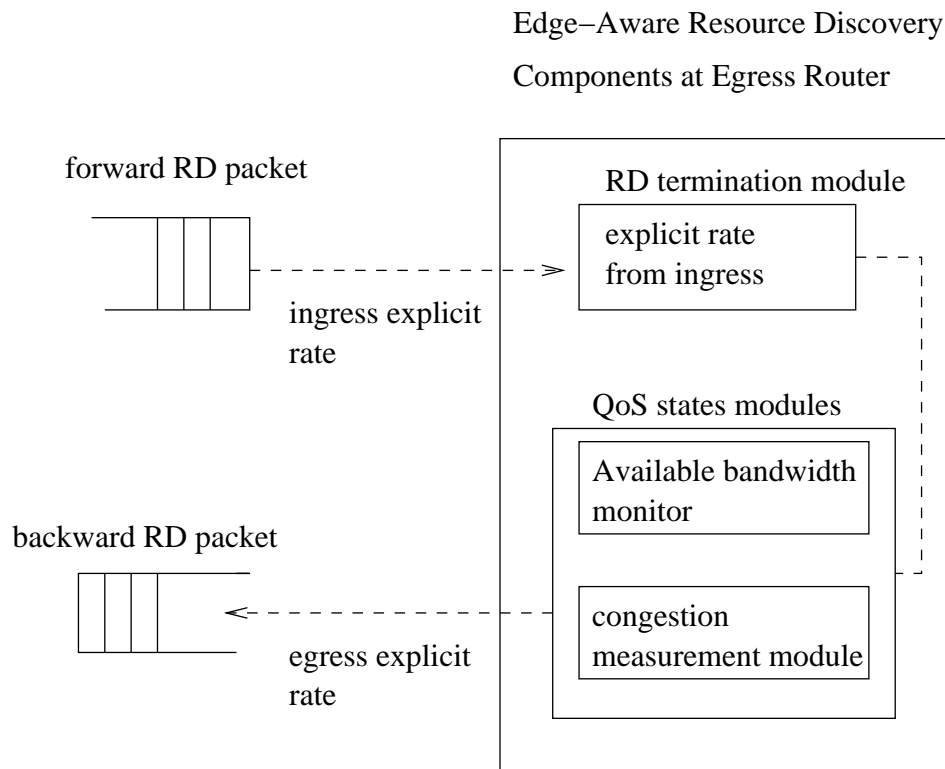 Edge−Aware Resource Discovery
Components at Egress Router
forward RD packet
RD termination module
explicit rate
from ingress
ingress explicit
rate
QoS states modules
Available bandwidth
monitor
backward RD packet
congestion
measurement module
egress explicit
rate